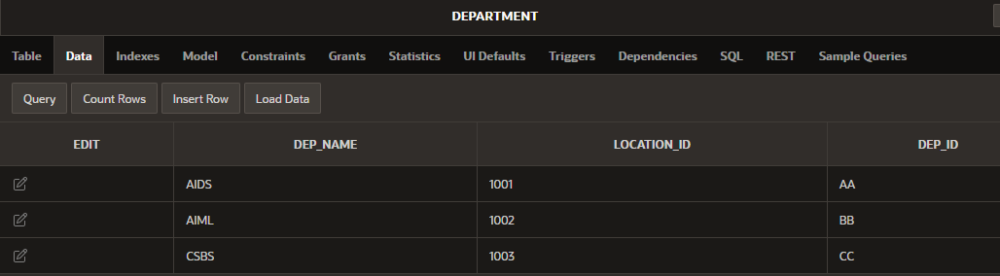 DEPARTMENT
Table Data Indexes Model Constraints Grants Statistics UI Defaults Triggers Dependencies SQL REST Sample Queries
Query Count Rows Insert Row Load Data
EDIT DEP_NAME LOCATION_ID DEP_ID
AIDS 1001 AA
AIML 1002 BB
CSBS 1003 CC